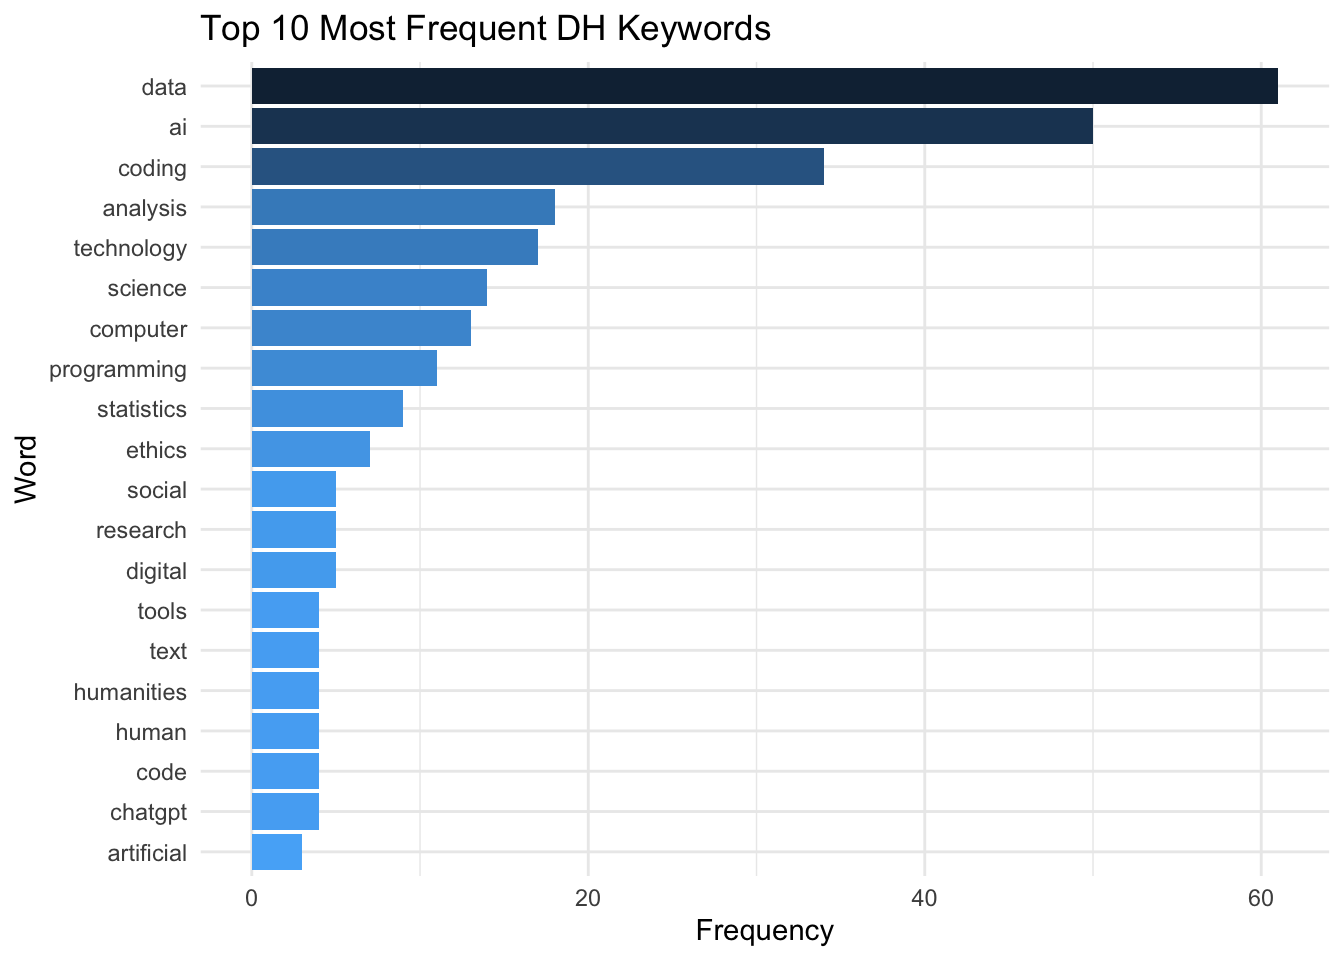 Top 10 Most Frequent DH Keywords
data
ai
coding
analysis
technology
science
computer
programming
statistics
ethics
social
research
digital
tools
text
humanities
human
code
chatgpt
artificial
Word
0 20 40 60
Frequency